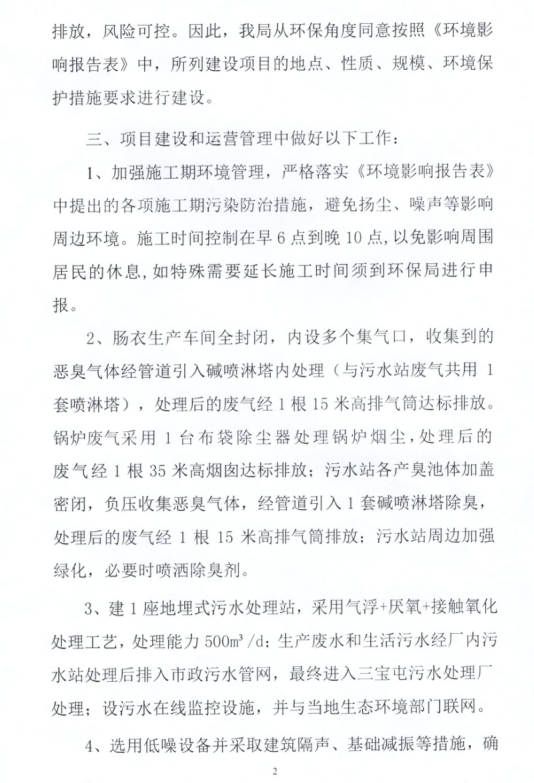 排放，风险可控。因此，我局从环保角度同意按照《环境影
响报告表》中，所列建设项目的地点、性质、规模、环境保
护措施要求进行建设。
三、项目建设和运营管理中做好以下工作：
1、加强施工期环境管理，严格落实《环境影响报告表》
中提出的各项施工期污染防治措施，避免扬尘、噪声等影响
周边环境。施工时间控制在早6点到晚10点,以免影响周围
居民的休息,如特殊需要延长施工时间须到环保局进行申
报。
2、肠衣生产车间全封闭，内设多个集气口，收集到的
恶臭气体经管道引入碱喷淋塔内处理（与污水站废气共用 1
套喷淋塔），处理后的废气经1根15米高排气筒达标排放。
锅炉废气采用 1 台布袋除尘器处理锅炉烟尘,处理后的
废气经1根 35 米高烟囱达标排放；污水站各产臭池体加盖
密闭，负压收集恶臭气体，经管道引入1套碱喷淋塔除臭，
处理后的废气经 1 根 15 米高排气筒排放；污水站周边加强
绿化，必要时喷洒除臭剂。
3、建1座地埋式污水处理站，采用气浮+厌氧+接触氧化
处理工艺,处理能力500m³/d;生产废水和生活污水经厂内污
水站处理后排入市政污水管网，最终进入三宝屯污水处理厂
处理；设污水在线监控设施，并与当地生态环境部门联网。
4、选用低噪设备并采取建筑隔声、基础减振等措施，确
2